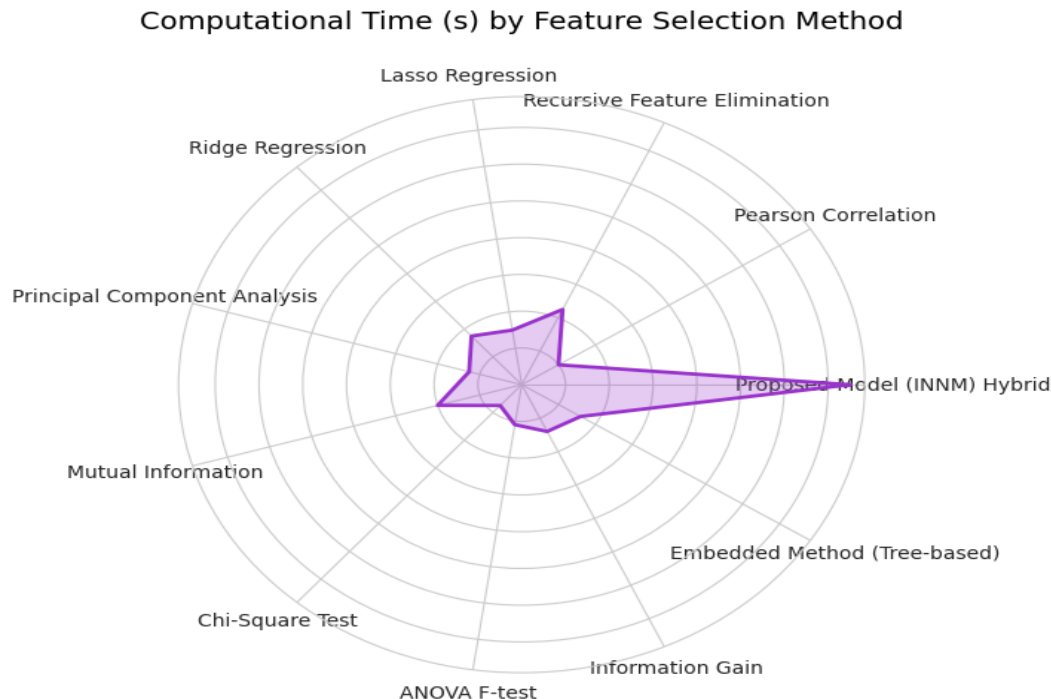 Computational Time (s) by Feature Selection Method
Lasso Regression
Recursive Feature Elimination
Ridge Regression
Pearson Correlation
Principal Component Analysis
Proposed Model (INNM) Hybrid
Mutual Information
Embedded Method (Tree-based)
Chi-Square Test
Information Gain
ANOVA F-test